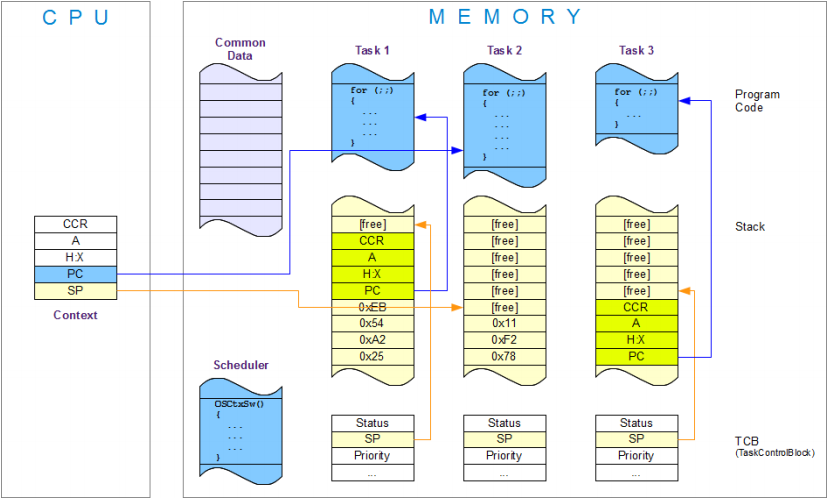 CPU
MEMORY
Common
Data
Task 1
Task 2
Task 3
for (;;)
{
...
...
...
}
for (;;)
{
...
...
...
...
}
for (;;)
{
...
}
Program
Code
CCR
A
H:X
PC
SP
Context
[free]
CCR
A
H:X
PC
0xEB
0x54
0xA2
0x25
[free]
[free]
[free]
[free]
[free]
[free]
0x11
0xF2
0x78
[free]
[free]
[free]
[free]
[free]
CCR
A
H:X
PC
Stack
Scheduler
OSCtxSw()
{
...
...
...
}
Status
SP
Priority
...
Status
SP
Priority
...
Status
SP
Priority
...
TCB
(TaskControlBlock)